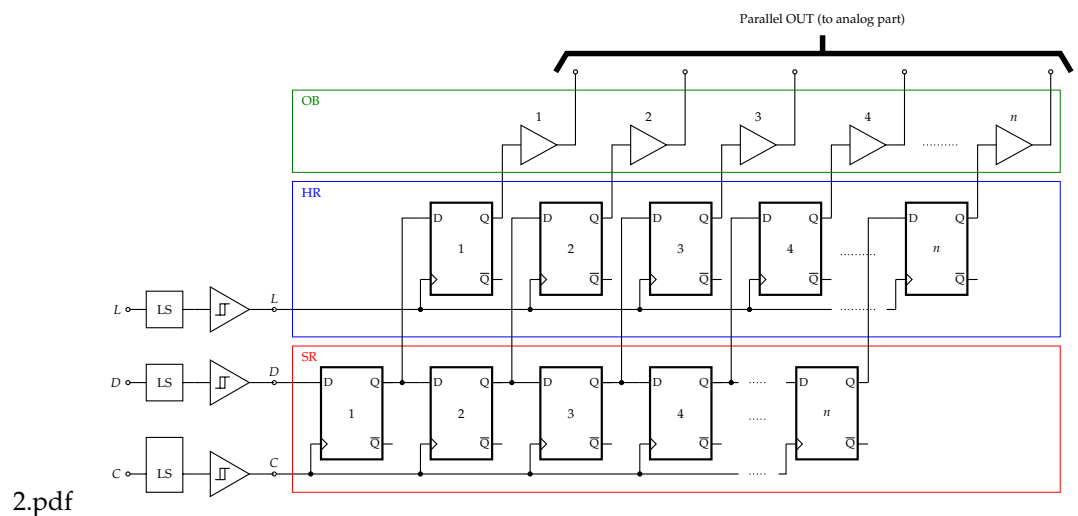 Parallel OUT (to analog part)
OB
1 2 3 4 n
HR
D Q D Q D Q D Q D Q
1 2 3 4 n
Q Q Q Q Q
L LS L
SR
D LS D D Q D Q D Q D Q D Q
1 2 3 4 n
Q Q Q Q Q
C LS C
2.pdf